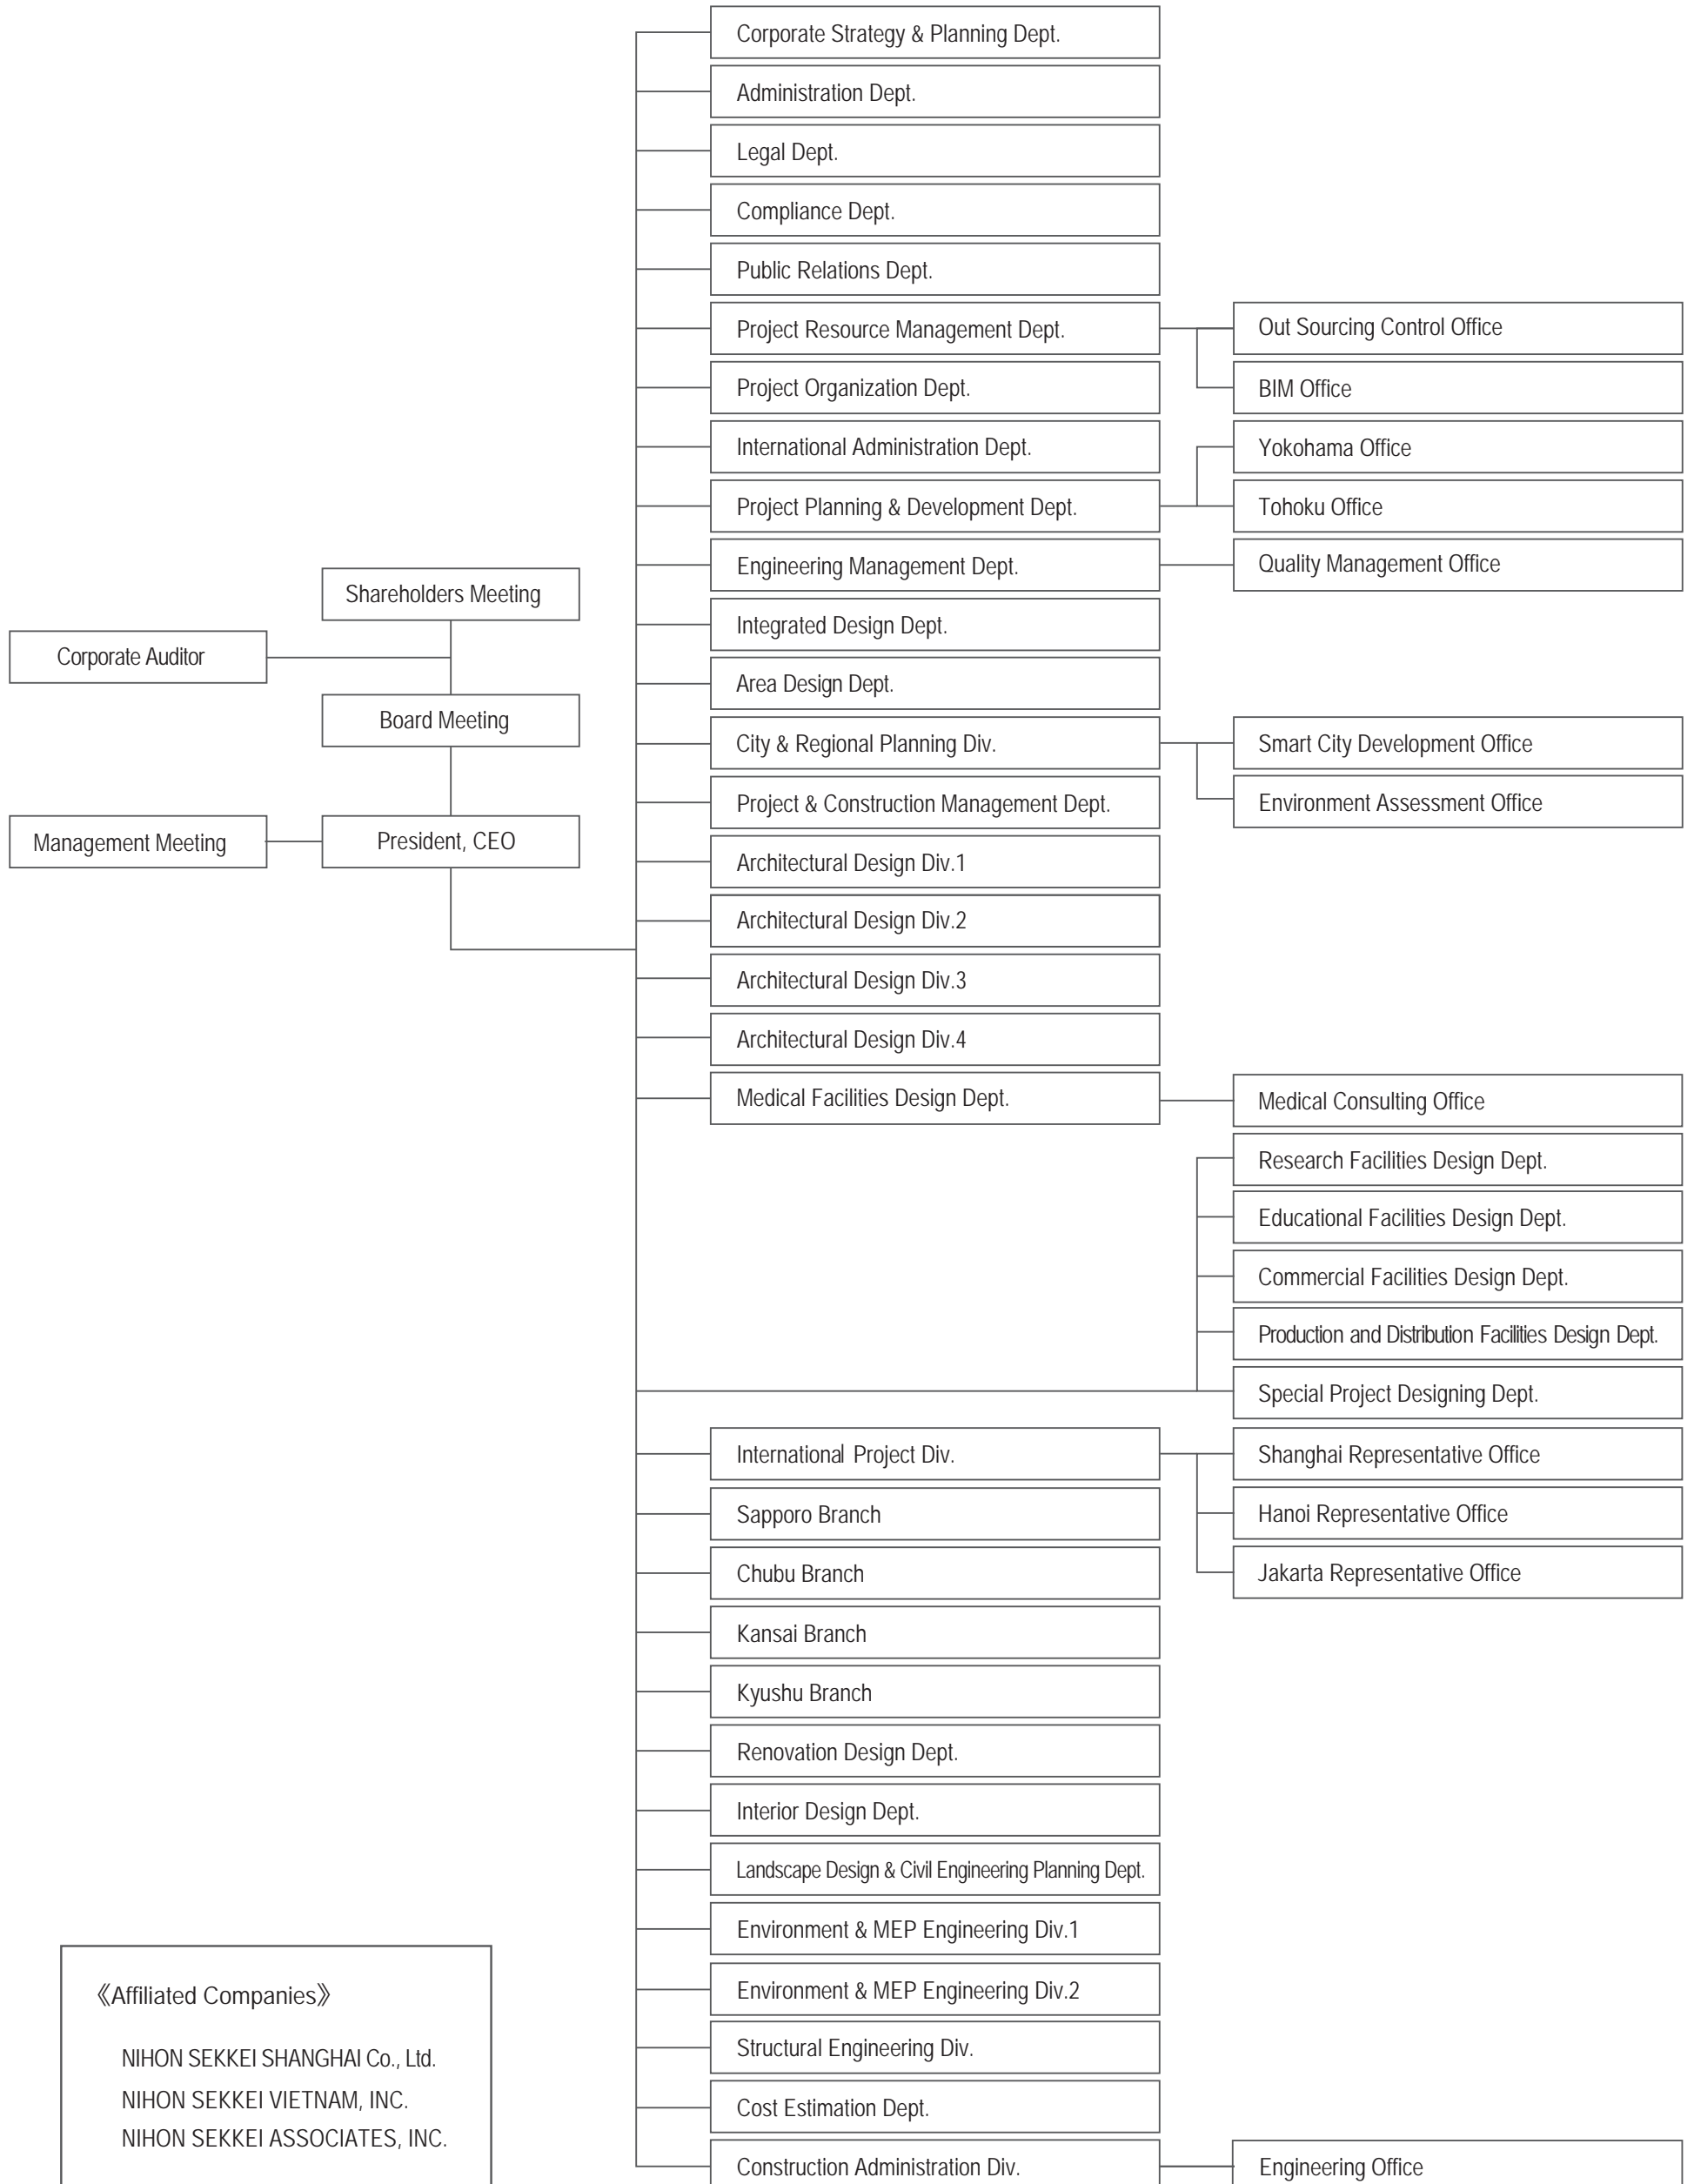 Corporate Strategy & Planning Dept.
Administration Dept.
Legal Dept.
Compliance Dept.
Public Relations Dept.
Project Resource Management Dept.
Out Sourcing Control Office
BIM Office
Project Organization Dept.
International Administration Dept.
Yokohama Office
Project Planning & Development Dept.
Tohoku Office
Engineering Management Dept.
Quality Management Office
Shareholders Meeting
Corporate Auditor
Board Meeting
Management Meeting
President, CEO
Integrated Design Dept.
Area Design Dept.
City & Regional Planning Div.
Smart City Development Office
Environment Assessment Office
Project & Construction Management Dept.
Architectural Design Div.1
Architectural Design Div.2
Architectural Design Div.3
Architectural Design Div.4
Medical Facilities Design Dept.
Medical Consulting Office
Research Facilities Design Dept.
Educational Facilities Design Dept.
Commercial Facilities Design Dept.
Production and Distribution Facilities Design Dept.
Special Project Designing Dept.
International Project Div.
Shanghai Representative Office
Hanoi Representative Office
Jakarta Representative Office
Sapporo Branch
Chubu Branch
Kansai Branch
Kyushu Branch
Renovation Design Dept.
Interior Design Dept.
Landscape Design & Civil Engineering Planning Dept.
Environment & MEP Engineering Div.1
Environment & MEP Engineering Div.2
Structural Engineering Div.
Cost Estimation Dept.
Construction Administration Div.
Engineering Office
《Affiliated Companies》
NIHON SEKKEI SHANGHAI Co., Ltd.
NIHON SEKKEI VIETNAM, INC.
NIHON SEKKEI ASSOCIATES, INC.